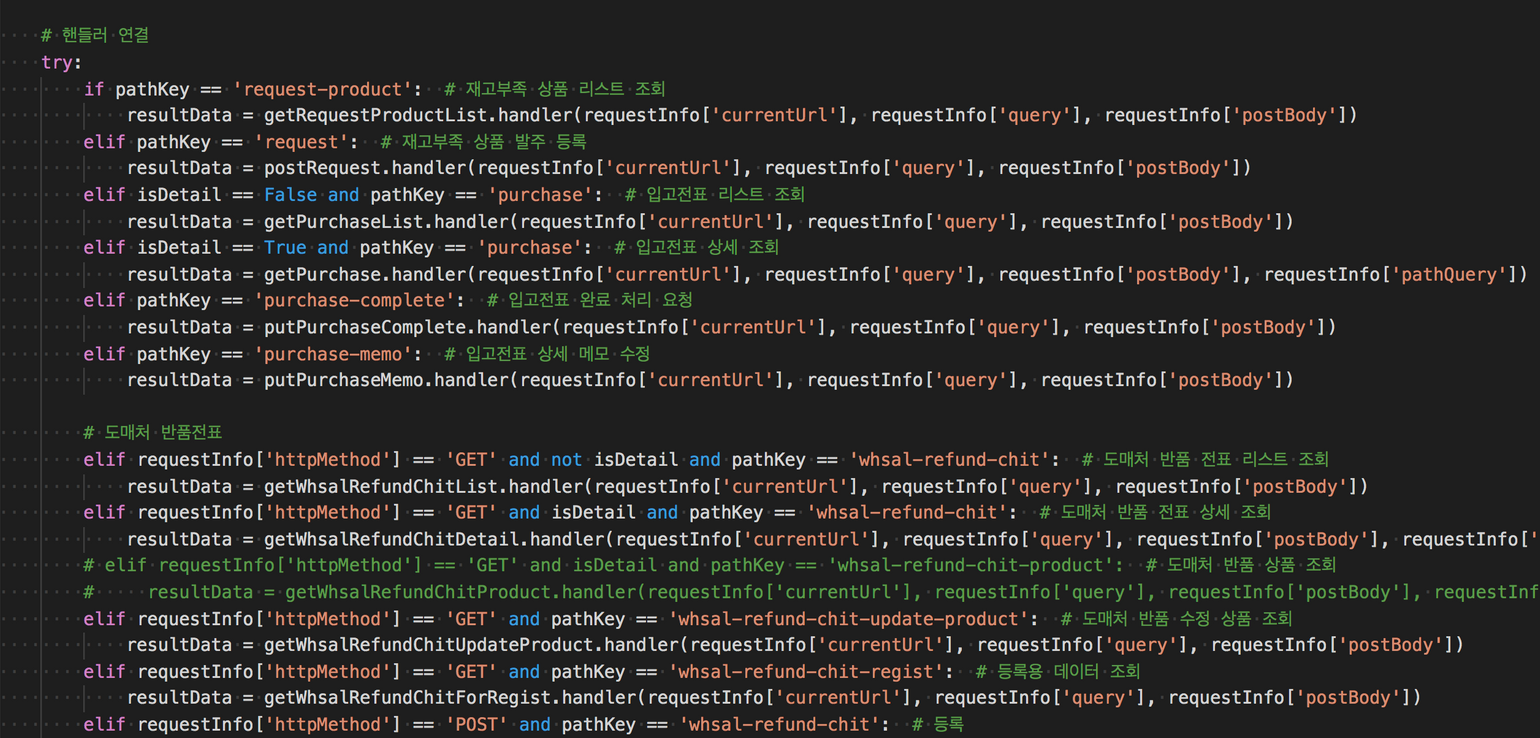 # 핸들러 연결
try:
if pathKey == 'request-product': # 재고부족 상품 리스트 조회
resultData = getRequestProductList.handler(requestInfo['currentUrl'], requestInfo['query'], requestInfo['postBody'])
elif pathKey == 'request': # 재고부족 상품 발주 등록
resultData = postRequest.handler(requestInfo['currentUrl'], requestInfo['query'], requestInfo['postBody'])
elif isDetail == False and pathKey == 'purchase': # 입고전표 리스트 조회
resultData = getPurchaseList.handler(requestInfo['currentUrl'], requestInfo['query'], requestInfo['postBody'])
elif isDetail == True and pathKey == 'purchase': # 입고전표 상세 조회
resultData = getPurchase.handler(requestInfo['currentUrl'], requestInfo['query'], requestInfo['postBody'], requestInfo['pathQuery'])
elif pathKey == 'purchase-complete': # 입고전표 완료 처리 요청
resultData = putPurchaseComplete.handler(requestInfo['currentUrl'], requestInfo['query'], requestInfo['postBody'])
elif pathKey == 'purchase-memo': # 입고전표 상세 메모 수정
resultData = putPurchaseMemo.handler(requestInfo['currentUrl'], requestInfo['query'], requestInfo['postBody'])
# 도매처 반품전표
elif requestInfo['httpMethod'] == 'GET' and not isDetail and pathKey == 'whsal-refund-chit': # 도매처 반품 전표 리스트 조회
resultData = getWhsalRefundChitList.handler(requestInfo['currentUrl'], requestInfo['query'], requestInfo['postBody'])
elif requestInfo['httpMethod'] == 'GET' and isDetail and pathKey == 'whsal-refund-chit': # 도매처 반품 전표 상세 조회
resultData = getWhsalRefundChitDetail.handler(requestInfo['currentUrl'], requestInfo['query'], requestInfo['postBody'], requestInfo['
# elif requestInfo['httpMethod'] == 'GET' and isDetail and pathKey == 'whsal-refund-chit-product': # 도매처 반품 상품 조회
# resultData = getWhsalRefundChitProduct.handler(requestInfo['currentUrl'], requestInfo['query'], requestInfo['postBody'], requestInf
elif requestInfo['httpMethod'] == 'GET' and pathKey == 'whsal-refund-chit-update-product': # 도매처 반품 수정 상품 조회
resultData = getWhsalRefundChitUpdateProduct.handler(requestInfo['currentUrl'], requestInfo['query'], requestInfo['postBody'])
elif requestInfo['httpMethod'] == 'GET' and pathKey == 'whsal-refund-chit-regist': # 등록용 데이터 조회
resultData = getWhsalRefundChitForRegist.handler(requestInfo['currentUrl'], requestInfo['query'], requestInfo['postBody'])
elif requestInfo['httpMethod'] == 'POST' and pathKey == 'whsal-refund-chit': # 등록